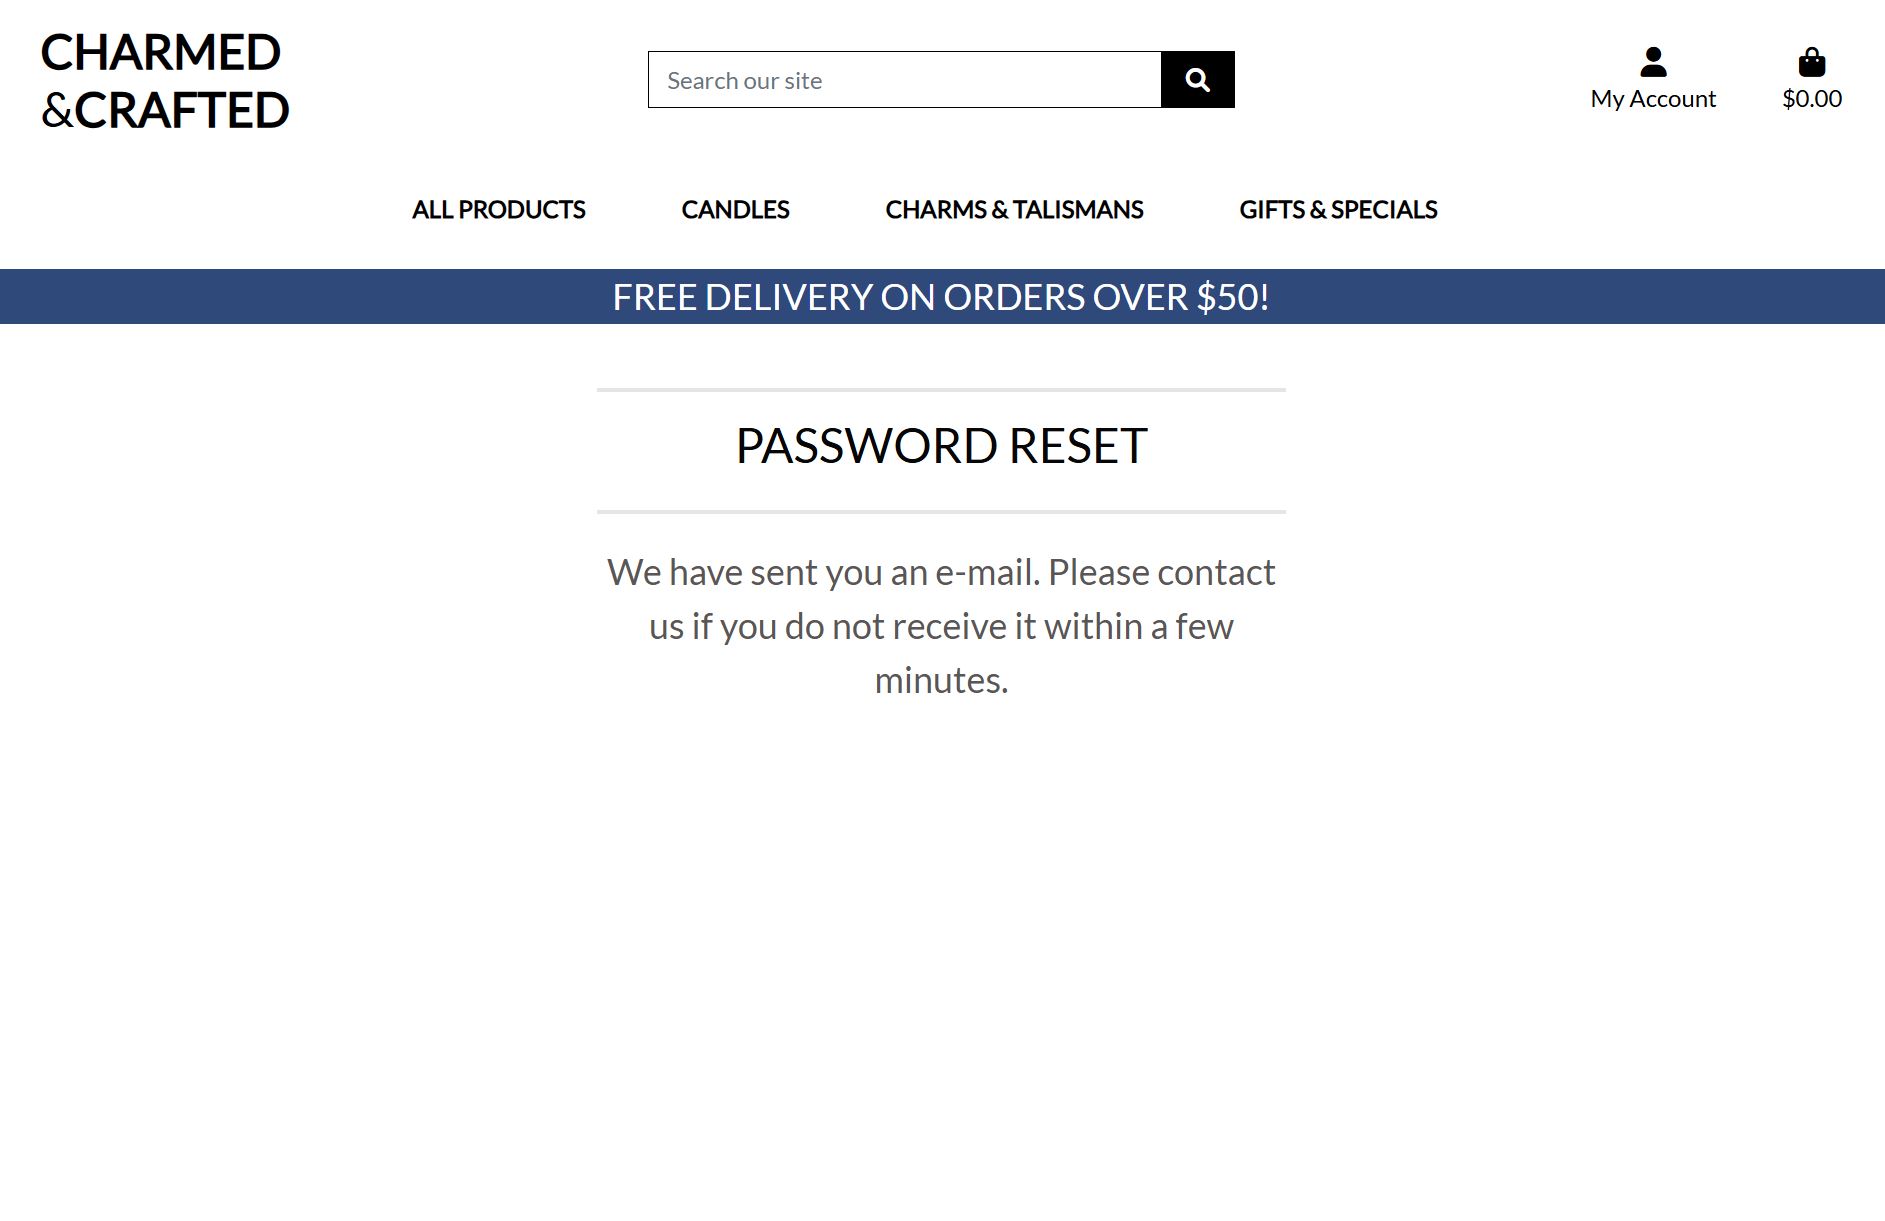 CHARMED
&CRAFTED
Search our site
My Account
$0.00
ALL PRODUCTS
CANDLES
CHARMS & TALISMANS
GIFTS & SPECIALS
FREE DELIVERY ON ORDERS OVER $50!
PASSWORD RESET
We have sent you an e-mail. Please contact
us if you do not receive it within a few
minutes.